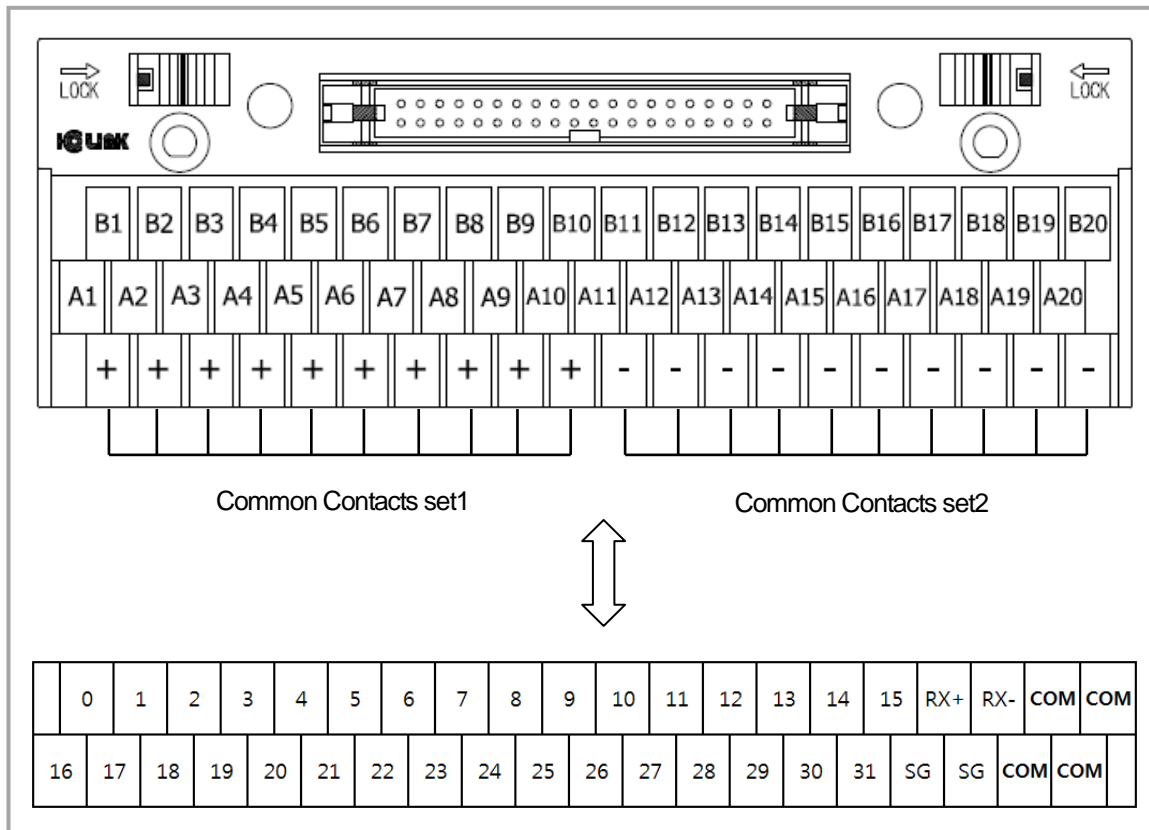 LOCK LOCK
B1 B2 B3 B4 B5 B6 B7 B8 B9 B10 B11 B12 B13 B14 B15 B16 B17 B18 B19 B20
A1 A2 A3 A4 A5 A6 A7 A8 A9 A10 A11 A12 A13 A14 A15 A16 A17 A18 A19 A20
+ + + + + + + + + + - - - - - - - - - -
Common Contacts set1 Common Contacts set2
0 1 2 3 4 5 6 7 8 9 10 11 12 13 14 15 RX+ RX- COM COM
16 17 18 19 20 21 22 23 24 25 26 27 28 29 30 31 SG SG COM COM